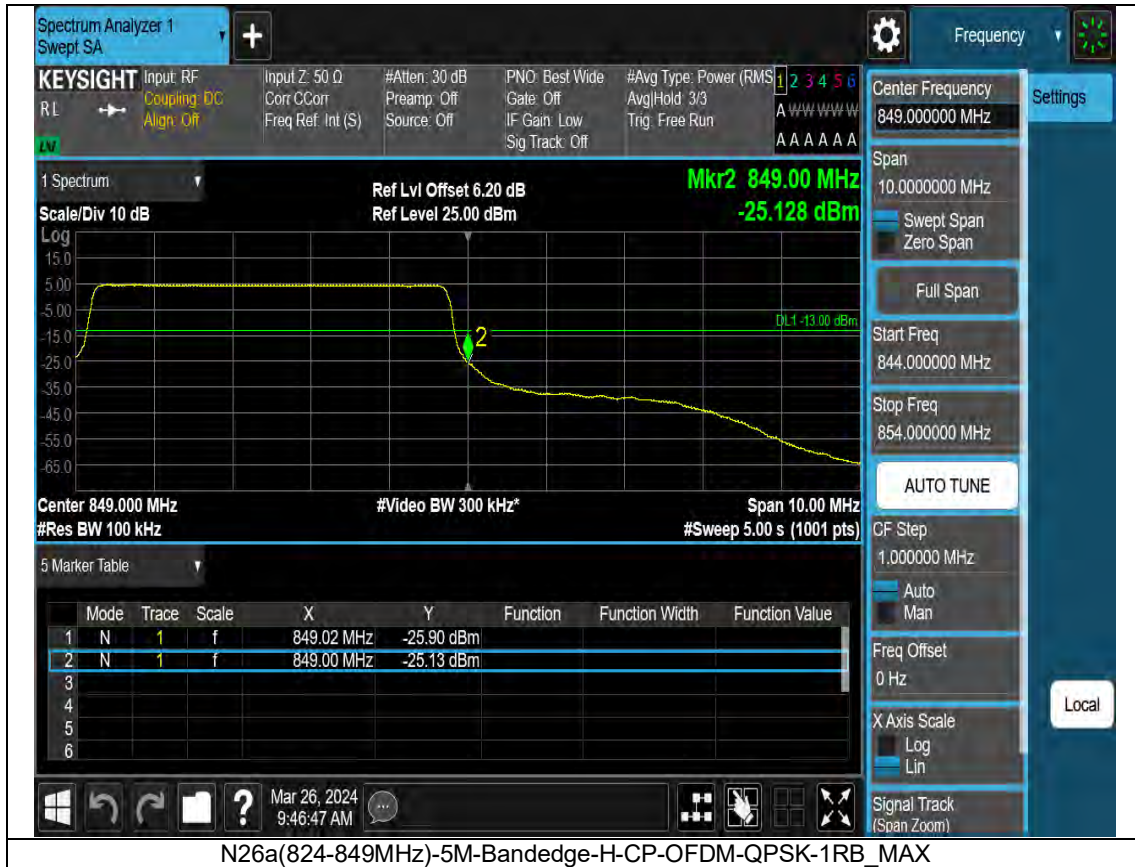 Spectrum Analyzer 1
Swept SA
Frequency
KEYSIGHT
RL
LXI
Input: RF
Coupling: DC
Align: Off
Input Z: 50 Ω
Corr CCorr
Freq Ref: Int (S)
#Atten: 30 dB
Preamp: Off
Source: Off
PNO: Best Wide
Gate: Off
IF Gain: Low
Sig Track: Off
#Avg Type: Power (RMS
Avg|Hold: 3/3
Trig: Free Run
1 2 3 4 5 6
A W W W W W
A A A A A A
1 Spectrum
Scale/Div 10 dB
Ref Lvl Offset 6.20 dB
Ref Level 25.00 dBm
Mkr2 849.00 MHz
-25.128 dBm
Log
15.0
5.00
-5.00
-15.0
-25.0
-35.0
-45.0
-55.0
-65.0
DL1 -13.00 dBm
2
Center 849.000 MHz
#Video BW 300 kHz*
Span 10.00 MHz
#Res BW 100 kHz
#Sweep 5.00 s (1001 pts)
5 Marker Table
Mode Trace Scale X Y Function Function Width Function Value
1 N 1 f 849.02 MHz -25.90 dBm
2 N 1 f 849.00 MHz -25.13 dBm
3
4
5
6
Mar 26, 2024
9:46:47 AM
?
Center Frequency
849.000000 MHz
Settings
Span
10.0000000 MHz
Swept Span
Zero Span
Full Span
Start Freq
844.000000 MHz
Stop Freq
854.000000 MHz
AUTO TUNE
CF Step
1.000000 MHz
Auto
Man
Freq Offset
0 Hz
Local
X Axis Scale
Log
Lin
Signal Track
(Span Zoom)
N26a(824-849MHz)-5M-Bandedge-H-CP-OFDM-QPSK-1RB_MAX